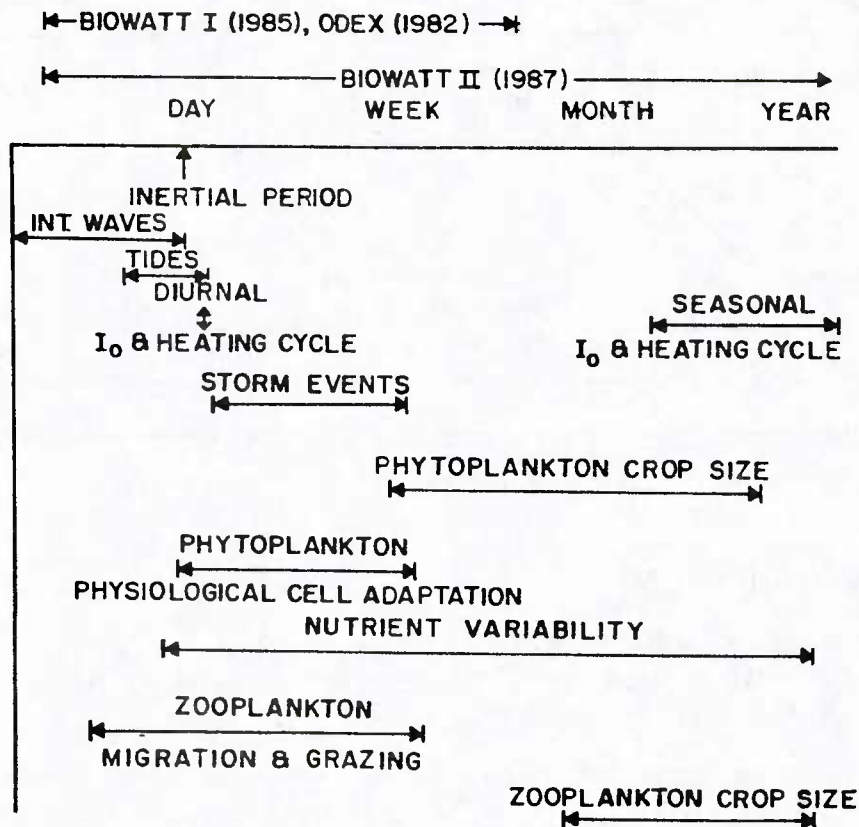 BIOWATT I (1985), ODEX (1982)
BIOWATT II (1987)
DAY WEEK MONTH YEAR
INERTIAL PERIOD
INT. WAVES
TIDES
DIURNAL
I₀ & HEATING CYCLE
SEASONAL
I₀ & HEATING CYCLE
STORM EVENTS
PHYTOPLANKTON CROP SIZE
PHYTOPLANKTON
PHYSIOLOGICAL CELL ADAPTATION
NUTRIENT VARIABILITY
ZOOPLANKTON
MIGRATION & GRAZING
ZOOPLANKTON CROP SIZE